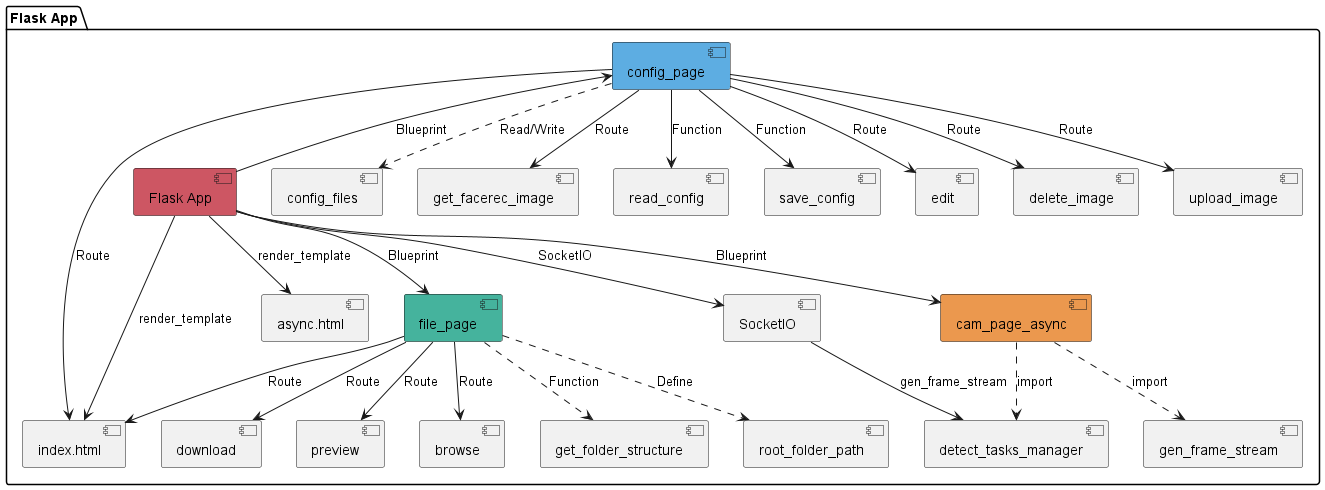 Flask App
config_page
Blueprint
Read/Write
Route
Function
Function
Route
Route
Route
Flask App
config_files
get_facerec_image
read_config
save_config
edit
delete_image
upload_image
Route
render_template
Blueprint
SocketIO
Blueprint
render_template
async.html
file_page
SocketIO
cam_page_async
Route
Route
Route
Route
Function
Define
gen_frame_stream
import
import
index.html
download
preview
browse
get_folder_structure
root_folder_path
detect_tasks_manager
gen_frame_stream